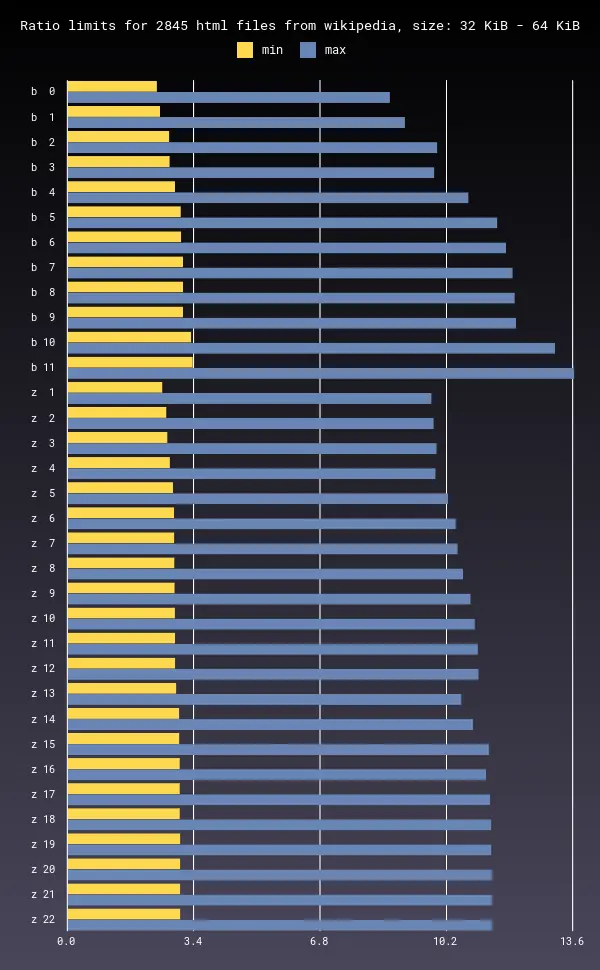 Ratio limits for 2845 html files from wikipedia, size: 32 KiB - 64 KiB
min max
b 0
b 1
b 2
b 3
b 4
b 5
b 6
b 7
b 8
b 9
b 10
b 11
z 1
z 2
z 3
z 4
z 5
z 6
z 7
z 8
z 9
z 10
z 11
z 12
z 13
z 14
z 15
z 16
z 17
z 18
z 19
z 20
z 21
z 22
0.0 3.4 6.8 10.2 13.6